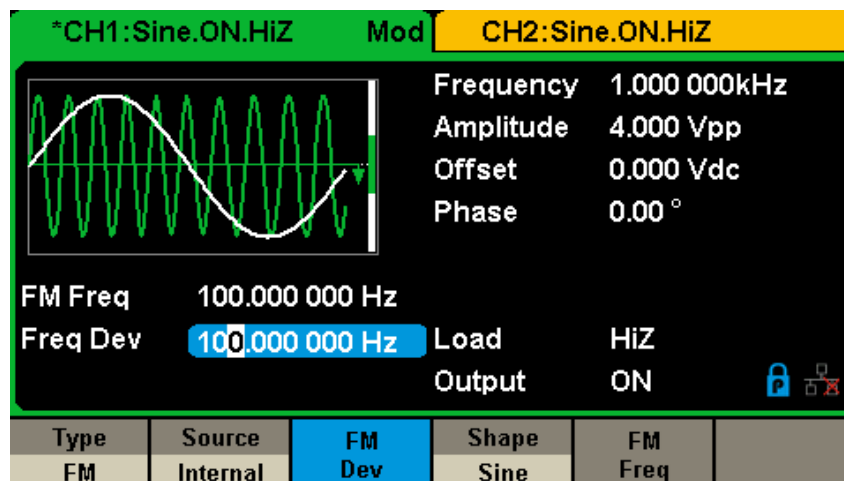 *CH1:Sine.ON.HiZ Mod CH2:Sine.ON.HiZ
Frequency 1.000 000kHz
Amplitude 4.000 Vpp
Offset 0.000 Vdc
Phase 0.00 °
FM Freq 100.000 000 Hz
Freq Dev 100.000 000 Hz Load HiZ
Output ON P
Type Source FM Shape FM
FM Internal Dev Sine Freq